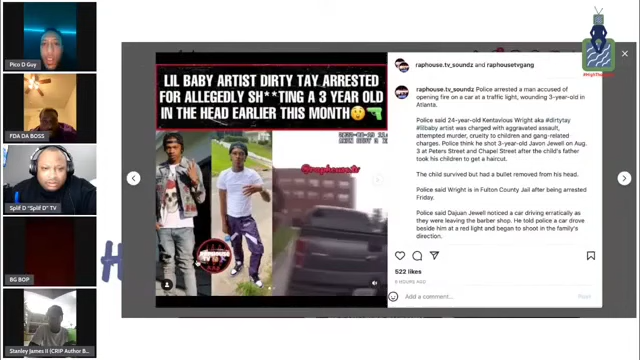 Pico D Guy
FDA DA BOSS
Split D "Split D" TV
BG BOP
Stanley James II (CRIP Author B...
LIL BABY ARTIST DIRTY TAY ARRESTED
FOR ALLEGEDLY SH**TING A 3 YEAR OLD
IN THE HEAD EARLIER THIS MONTH
@raphousetv
raphouse.tv_soundz and raphousetvgang
raphouse.tv_soundz Police arrested a man accused of
opening fire on a car at a traffic light, wounding 3-year-old in
Atlanta.
Police said 24-year-old Kentavious Wright aka #dirtytay
#lilbaby artist was charged with aggravated assault,
attempted murder, cruelty to children and gang-related
charges. Police think he shot 3-year-old Javon Jewell on Aug.
3 at Peters Street and Chapel Street after the child's father
took his children to get a haircut.
The child survived but had a bullet removed from his head.
Police said Wright is in Fulton County Jail after being arrested
Friday.
Police said Dajuan Jewell noticed a car driving erratically as
they were leaving the barber shop. He told police a car drove
beside him at a red light and began to shoot in the family's
direction.
522 likes
Add a comment...
Post